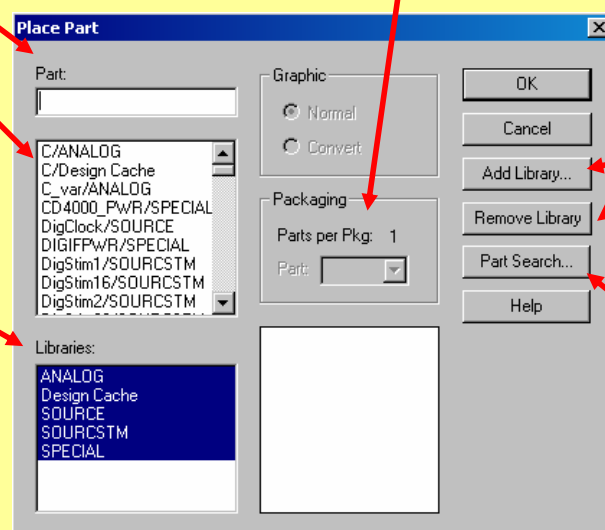 Place Part
Part:
C/ANALOG
C/Design Cache
C_var/ANALOG
CD4000_PWR/SPECIAL
DigClock/SOURCE
DIGIFPWR/SPECIAL
DigStim1/SOURCSTM
DigStim16/SOURCSTM
DigStim2/SOURCSTM
Libraries:
ANALOG
Design Cache
SOURCE
SOURCSTM
SPECIAL
Graphic
Normal
Convert
Packaging
Parts per Pkg: 1
Part:
OK
Cancel
Add Library...
Remove Library
Part Search...
Help